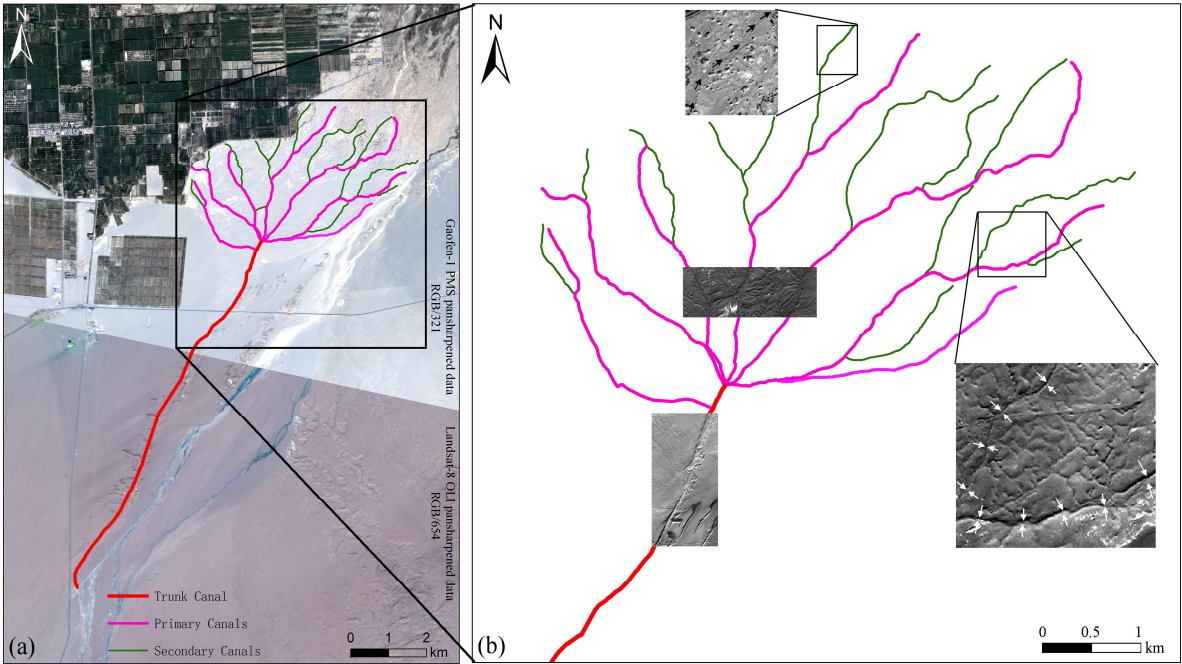 N
Gaofen-1 PMS pansharpened data
RGB/321
Landsat-8 OLI pansharpened data
RGB/654
Trunk Canal
Primary Canals
Secondary Canals
0 1 2
km
(a)
N
0 0.5 1
km
(b)